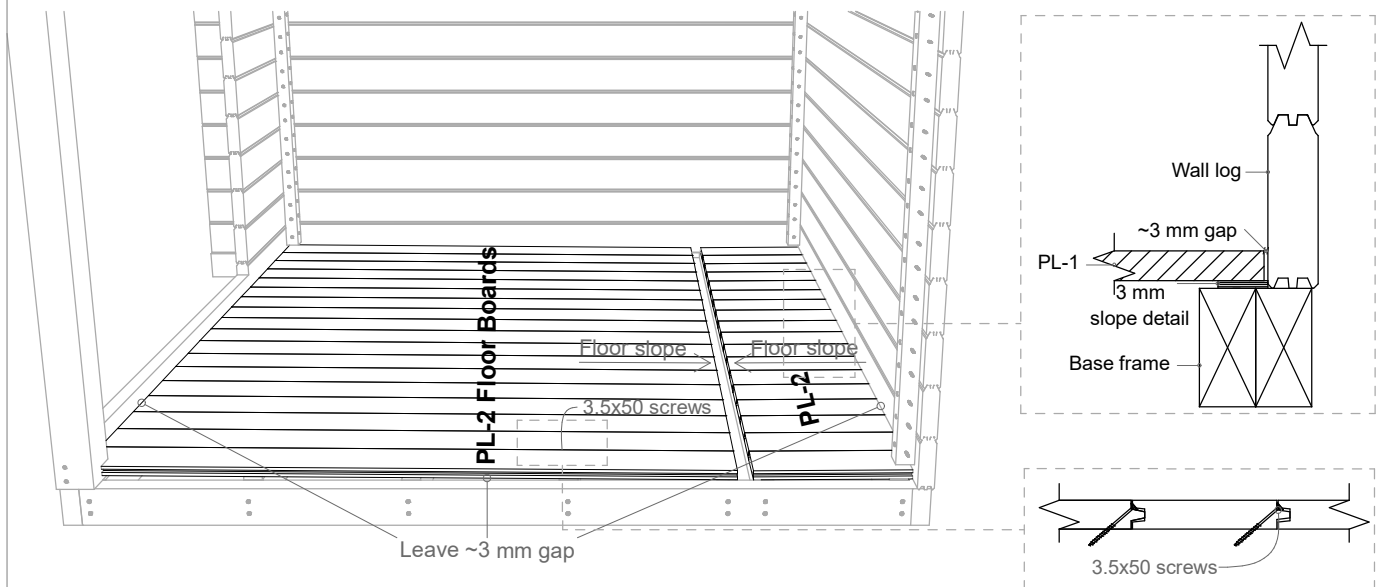 PL-2 Floor Boards
Floor slope
Floor slope
PL-2
3.5x50 screws
Leave ~3 mm gap
Wall log
~3 mm gap
PL-1
3 mm
slope detail
Base frame
3.5x50 screws